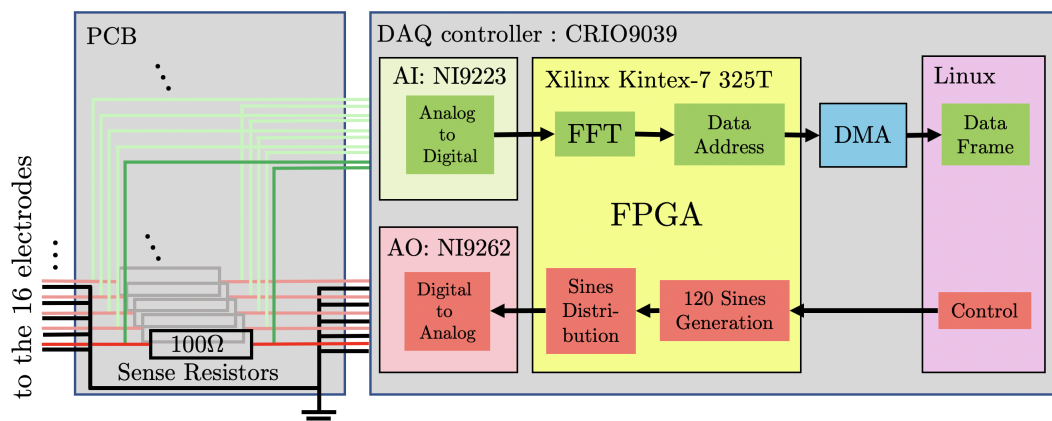 PCB
DAQ controller : CRIO9039
AI: NI9223
Analog
to
Digital
Xilinx Kintex-7 325T
FFT
Data
Address
DMA
Linux
Data
Frame
FPGA
AO: NI9262
Digital
to
Analog
Sines
Distri-
bution
120 Sines
Generation
Control
to the 16 electrodes
100Ω
Sense Resistors